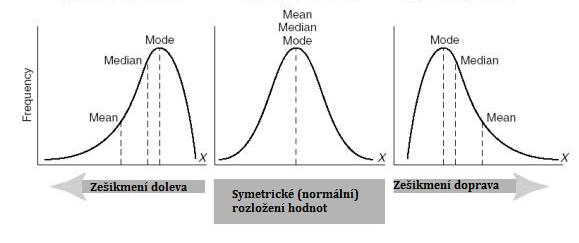 Frequency
Mode
Median
Mean
X
Zešikmení doleva
Mean
Median
Mode
X
Symetrické (normální)
rozložení hodnot
Mode
Median
Mean
X
Zešikmení doprava